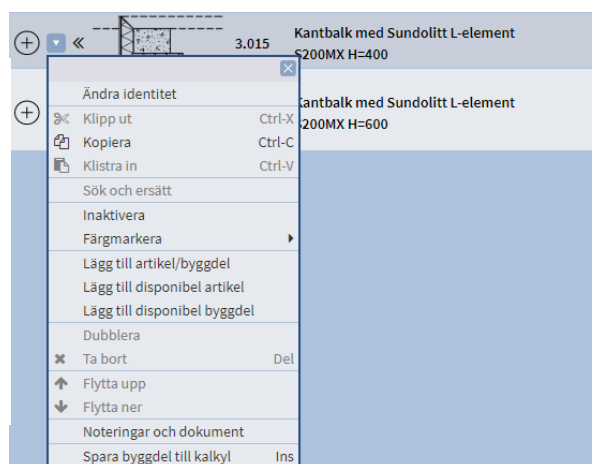 3.015
Kantbalk med Sundolitt L-element
S200MX H=400
Kantbalk med Sundolitt L-element
S200MX H=600
Ändra identitet
Klipp ut Ctrl-X
Kopiera Ctrl-C
Klistra in Ctrl-V
Sök och ersätt
Inaktivera
Färgmarkera
Lägg till artikel/byggdel
Lägg till disponibel artikel
Lägg till disponibel byggdel
Dubblera
Ta bort Del
Flytta upp
Flytta ner
Noteringar och dokument
Spara byggdel till kalkyl Ins